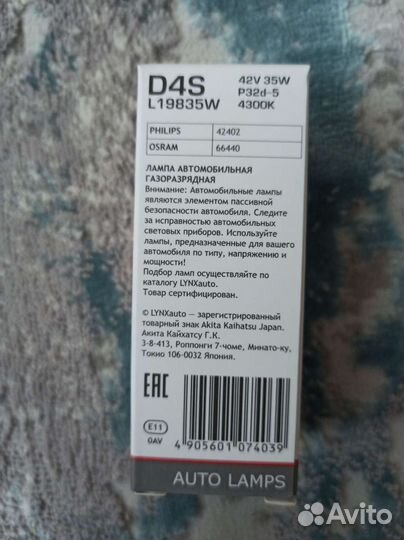 D4S 42V 35W
P32d-5
L19835W 4300K
PHILIPS 42402
OSRAM 66440
ЛАМПА АВТОМОБИЛЬНАЯ
ГАЗОРАЗРЯДНАЯ
Внимание: Автомобильные лампы
являются элементом пассивной
безопасности автомобиля. Следите
за исправностью автомобильных
световых приборов. Используйте
лампы, предназначенные для вашего
автомобиля по типу, напряжению и
мощности!
Подбор ламп осуществляйте по
каталогу LYNXauto.
Товар сертифицирован.
© LYNXauto — зарегистрированный
товарный знак Akita Kaihatsu Japan.
Акита Кайхатсу Г.К.
3-8-413, Роппонги 7-чоме, Минато-ку,
Токио 106-0032 Япония.
EAC
E11
0AV
4 905601 074039
AUTO LAMPS
Avito